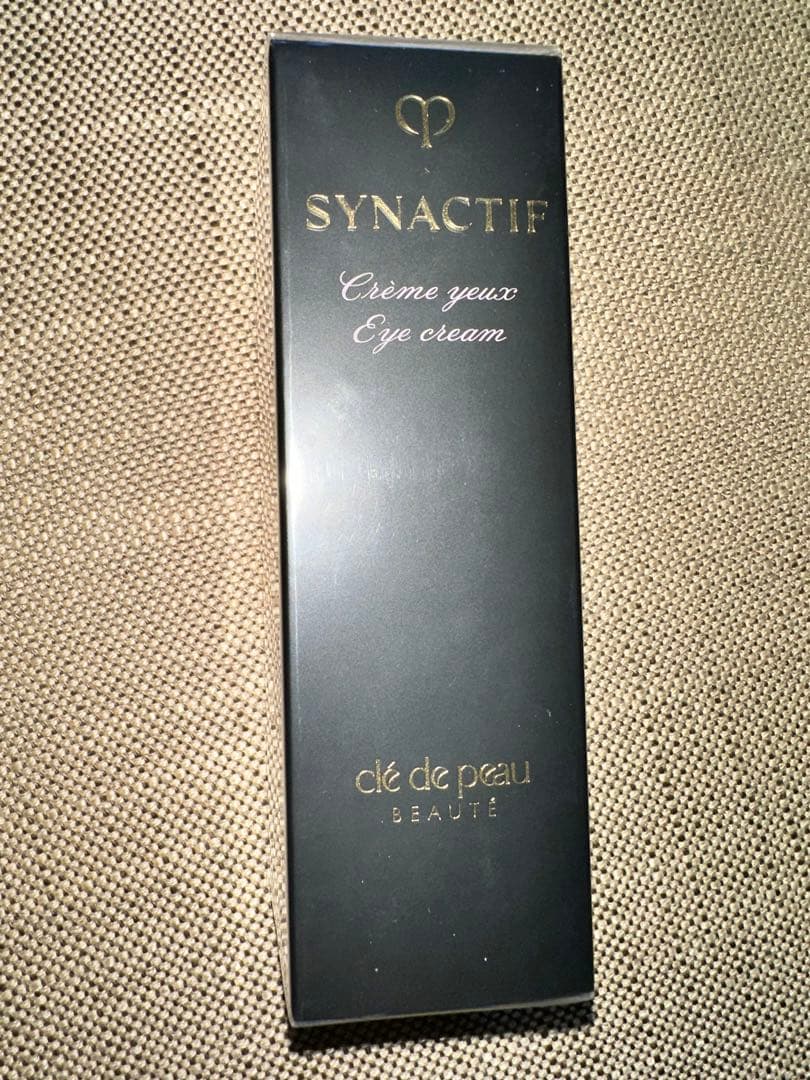 SYNACTIF
Crème yeux
Eye cream
clé de peau
BEAUTÉ